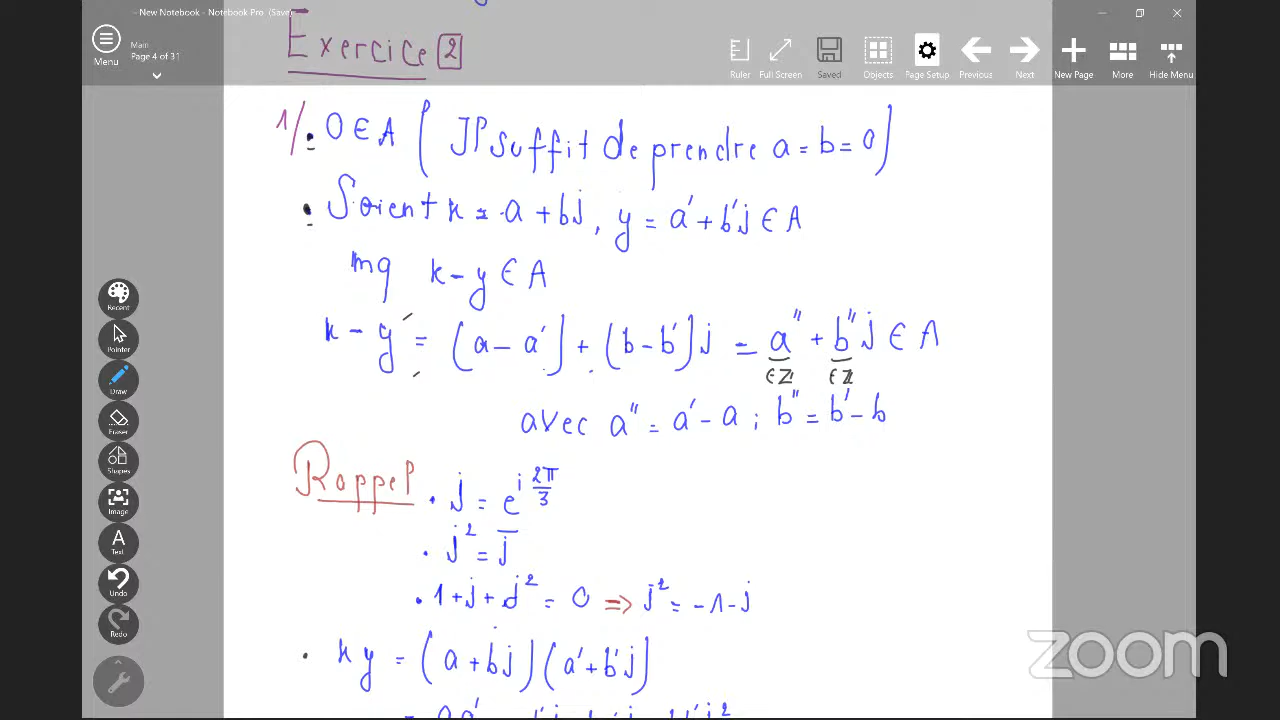 - New Notebook - Notebook Pro (Saved)
Menu
Main
Page 4 of 31
Ruler
Full Screen
Saved
Objects
Page Setup
Previous
Next
New Page
More
Hide Menu
Exercice 2
1/ • 0 ∈ A (Il suffit de prendre a = b = 0)
• Soient x = a + bj, y = a' + b'j ∈ A
mq x - y ∈ A
x - y = (a - a') + (b - b')j = a'' + b''j ∈ A
∈ℤ ∈ℤ
avec a'' = a' - a ; b'' = b' - b
Rappel • j = e^{i 2π/3}
• j² = j̅
• 1 + j + j² = 0 ⇒ j² = -1 - j
• xy = (a + bj)(a' + b'j)
Recent
Pointer
Draw
Eraser
Shapes
Image
Text
Undo
Redo
zoom